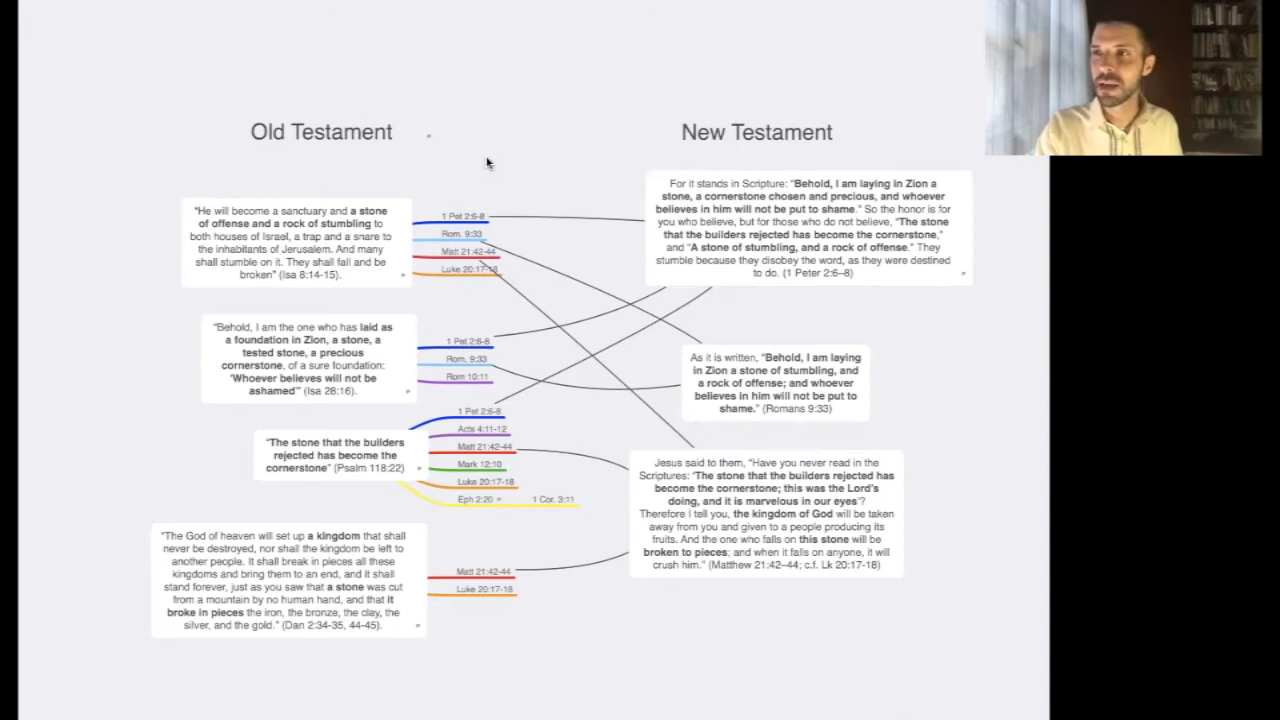 Old Testament
New Testament
"He will become a sanctuary and a stone
of offense and a rock of stumbling to
both houses of Israel, a trap and a snare to
the inhabitants of Jerusalem. And many
shall stumble on it. They shall fall and be
broken" (Isa 8:14-15).
1 Pet 2:6-8
Rom. 9:33
Matt 21:42-44
Luke 20:17-18
"Behold, I am the one who has laid as
a foundation in Zion, a stone, a
tested stone, a precious
cornerstone, of a sure foundation:
'Whoever believes will not be
ashamed'" (Isa 28:16).
1 Pet 2:6-8
Rom. 9:33
Rom 10:11
"The stone that the builders
rejected has become the
cornerstone" (Psalm 118:22)
1 Pet 2:6-8
Acts 4:11-12
Matt 21:42-44
Mark 12:10
Luke 20:17-18
Eph 2:20
1 Cor. 3:11
"The God of heaven will set up a kingdom that shall
never be destroyed, nor shall the kingdom be left to
another people. It shall break in pieces all these
kingdoms and bring them to an end, and it shall
stand forever, just as you saw that a stone was cut
from a mountain by no human hand, and that it
broke in pieces the iron, the bronze, the clay, the
silver, and the gold." (Dan 2:34-35, 44-45).
Matt 21:42-44
Luke 20:17-18
For it stands in Scripture: "Behold, I am laying in Zion a
stone, a cornerstone chosen and precious, and whoever
believes in him will not be put to shame." So the honor is for
you who believe, but for those who do not believe, "The stone
that the builders rejected has become the cornerstone,"
and "A stone of stumbling, and a rock of offense." They
stumble because they disobey the word, as they were destined
to do. (1 Peter 2:6–8)
As it is written, "Behold, I am laying
in Zion a stone of stumbling, and
a rock of offense; and whoever
believes in him will not be put to
shame." (Romans 9:33)
Jesus said to them, "Have you never read in the
Scriptures: 'The stone that the builders rejected has
become the cornerstone; this was the Lord's
doing, and it is marvelous in our eyes'?
Therefore I tell you, the kingdom of God will be taken
away from you and given to a people producing its
fruits. And the one who falls on this stone will be
broken to pieces; and when it falls on anyone, it will
crush him." (Matthew 21:42–44; c.f. Lk 20:17-18)